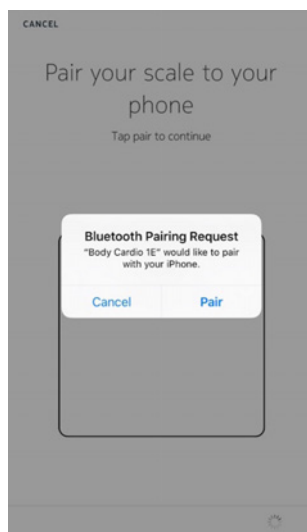 CANCEL
Pair your scale to your
phone
Tap pair to continue
Bluetooth Pairing Request
"Body Cardio 1E" would like to pair
with your iPhone.
Cancel Pair